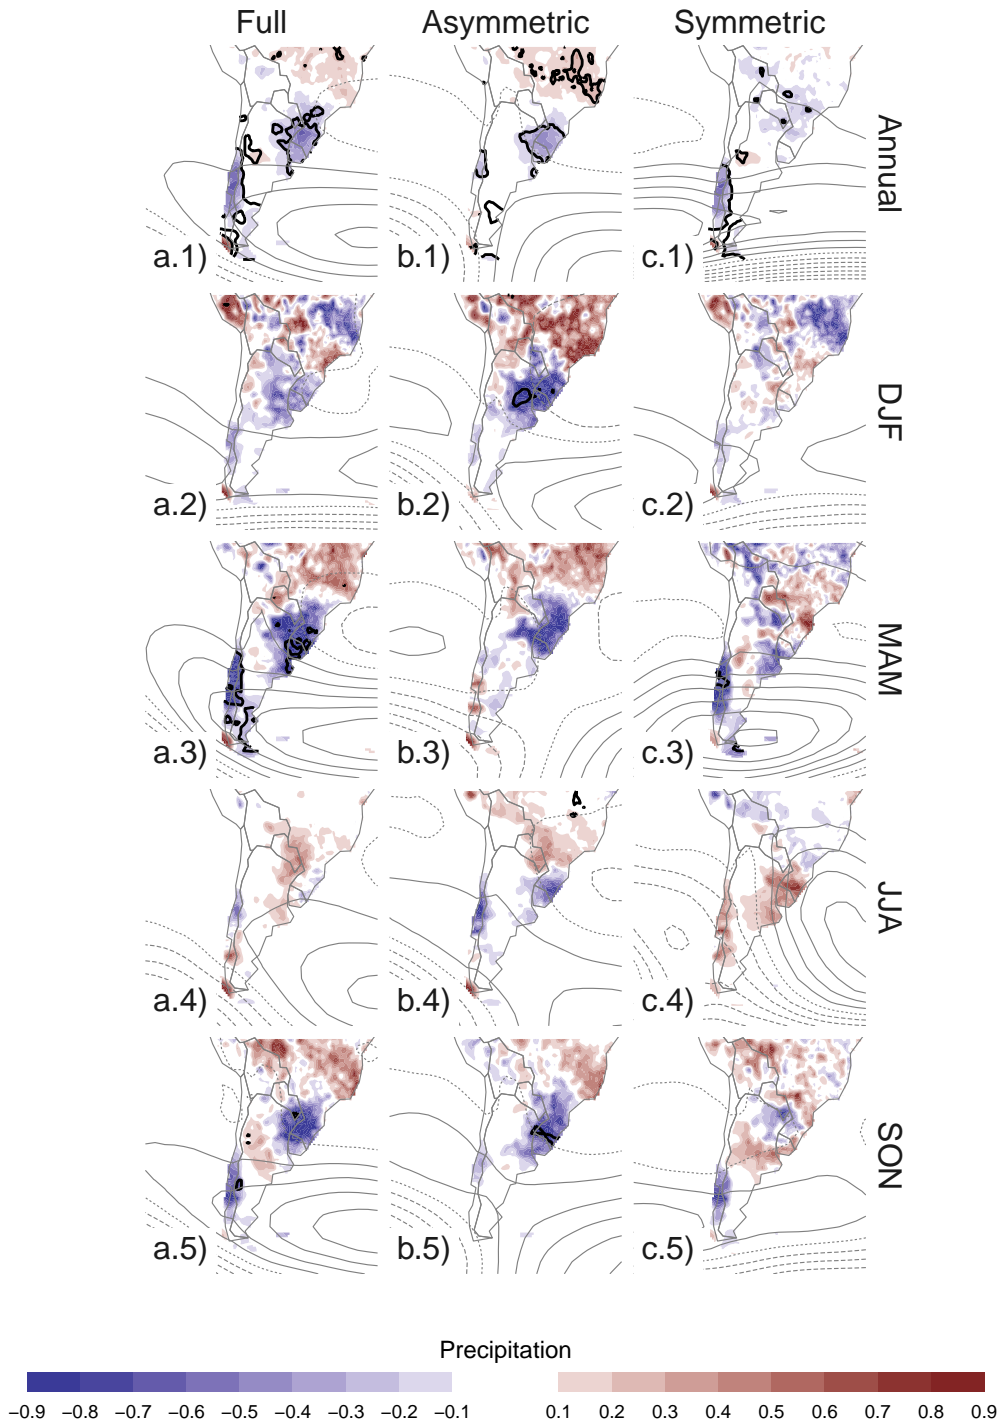 Full Asymmetric Symmetric
a.1) b.1) c.1) Annual
a.2) b.2) c.2) DJF
a.3) b.3) c.3) MAM
a.4) b.4) c.4) JJA
a.5) b.5) c.5) SON
Precipitation
−0.9 −0.8 −0.7 −0.6 −0.5 −0.4 −0.3 −0.2 −0.1 0.1 0.2 0.3 0.4 0.5 0.6 0.7 0.8 0.9